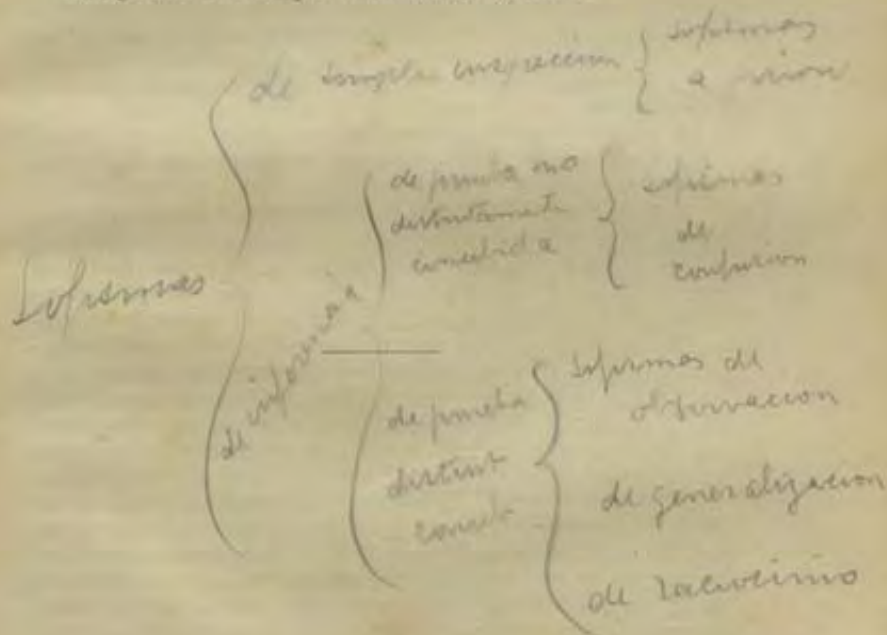 Sofismas
de simple inspeccion
sofismas
a priori
de inferencia
de prueba no
distintamente
concebida
sofismas
de
confusion
de prueba
distint
conceb
sofismas de
observacion
de generalizacion
de raciocinio